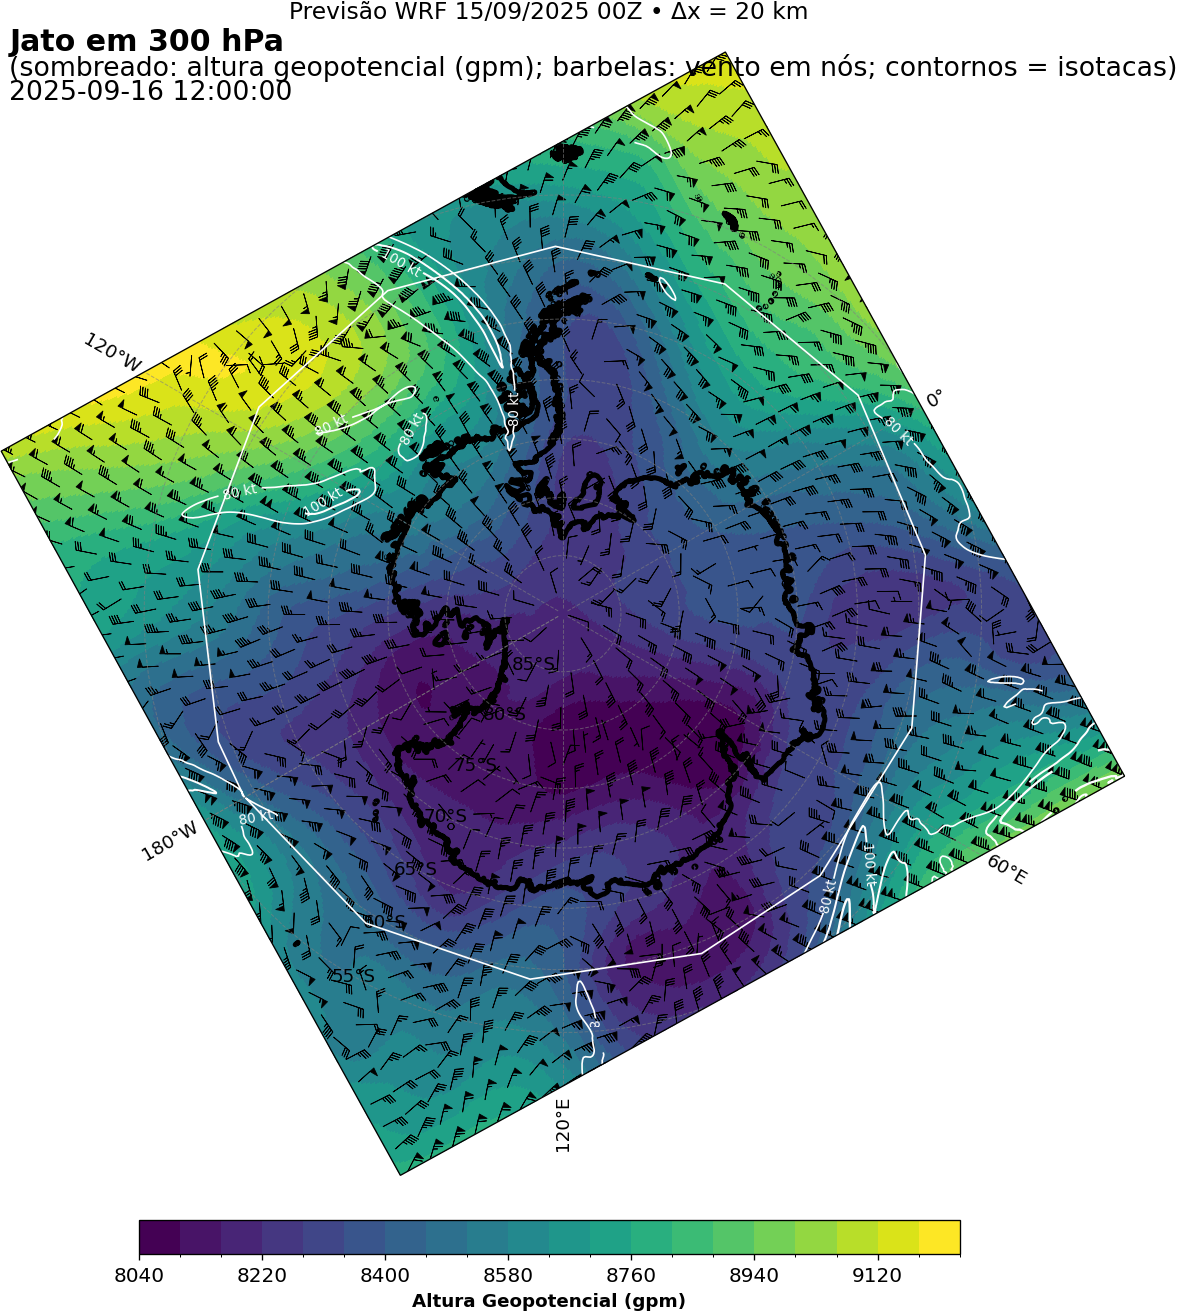 Previsão WRF 15/09/2025 00Z • Δx = 20 km
Jato em 300 hPa
(sombreado: altura geopotencial (gpm); barbelas: vento em nós; contornos = isotacas)
2025-09-16 12:00:00
100 kt
120°W
0°
80 kt
80 kt
80 kt
80 kt
80 kt
100 kt
85°S
80°S
75°S
70°S
80 kt
180°W
65°S
100 kt
60°E
80 kt
60°S
55°S
120°E
8040 8220 8400 8580 8760 8940 9120
Altura Geopotencial (gpm)